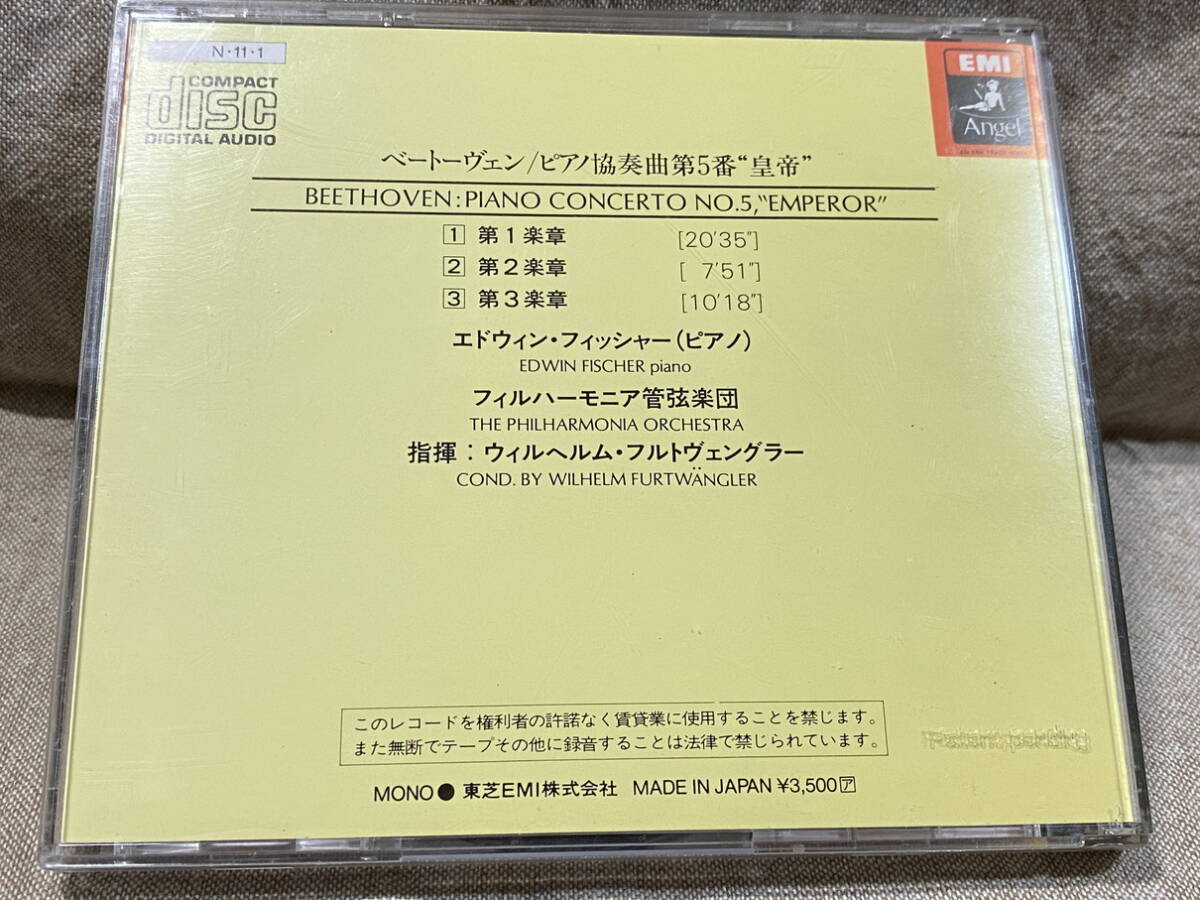 N・11・1
COMPACT
disc
DIGITAL AUDIO
EMI
Angel
ベートーヴェン/ピアノ協奏曲第5番“皇帝”
BEETHOVEN:PIANO CONCERTO NO.5,“EMPEROR”
1 第1楽章 [20′35″]
2 第2楽章 [ 7′51″]
3 第3楽章 [10′18″]
エドウィン・フィッシャー(ピアノ)
EDWIN FISCHER piano
フィルハーモニア管弦楽団
THE PHILHARMONIA ORCHESTRA
指揮：ウィルヘルム・フルトヴェングラー
COND. BY WILHELM FURTWÄNGLER
このレコードを権利者の許諾なく賃貸業に使用することを禁じます。
また無断でテープその他に録音することは法律で禁じられています。
Patent pending
MONO● 東芝EMI株式会社 MADE IN JAPAN ¥3,500ア